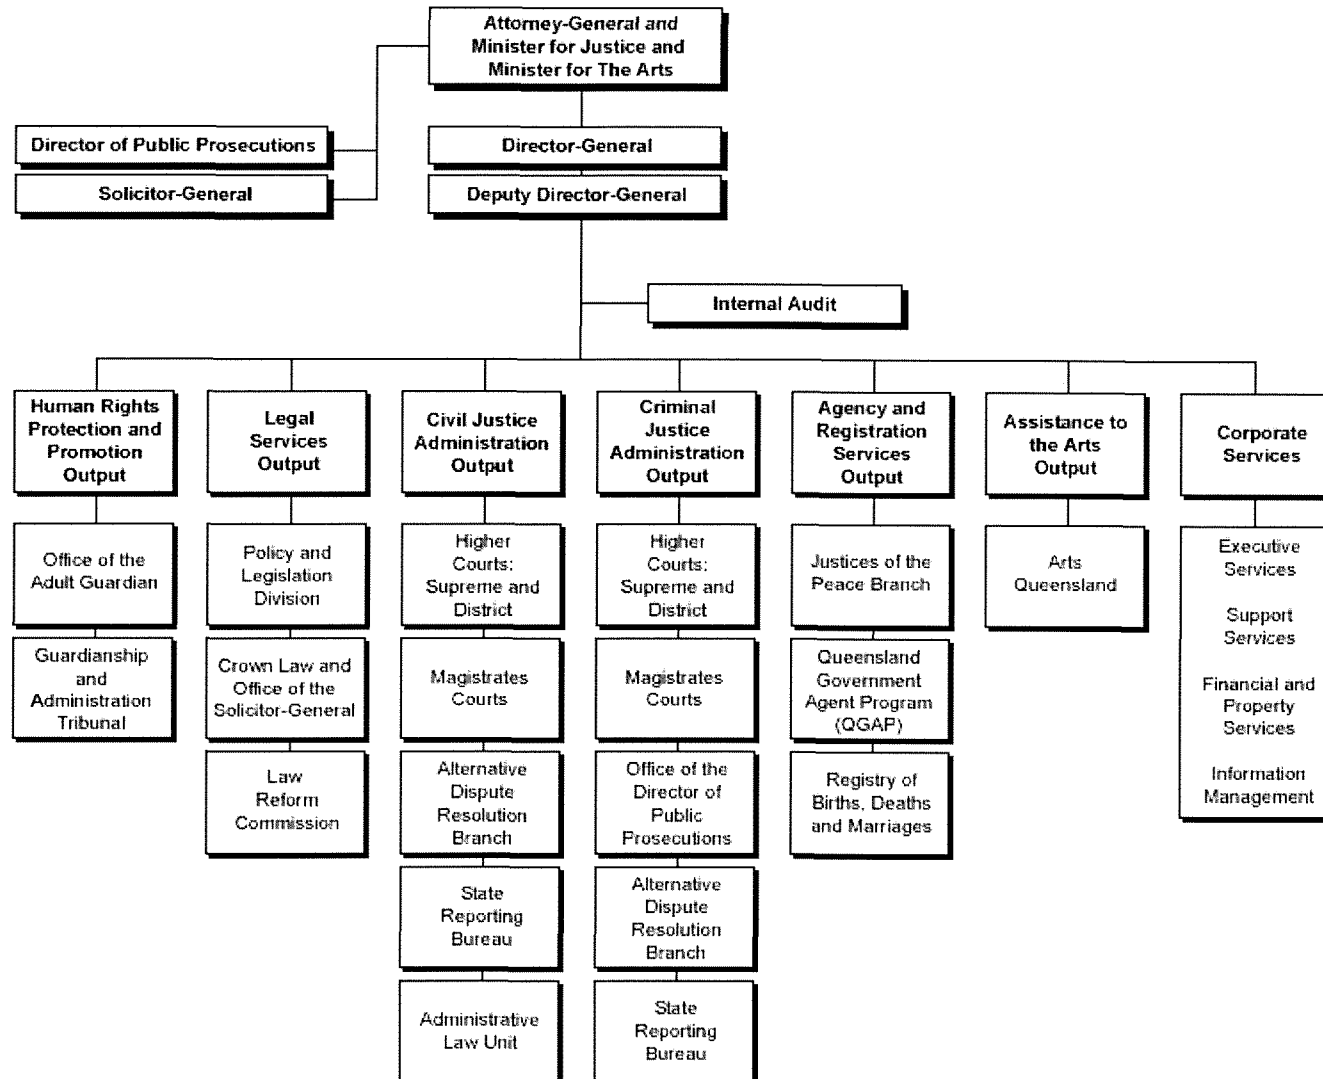 Attorney-General and
Minister for Justice and
Minister for The Arts
Director of Public Prosecutions
Solicitor-General
Director-General
Deputy Director-General
Internal Audit
Human Rights
Protection and
Promotion
Output
Office of the
Adult Guardian
Guardianship
and
Administration
Tribunal
Legal
Services
Output
Policy and
Legislation
Division
Crown Law and
Office of the
Solicitor-General
Law
Reform
Commission
Civil Justice
Administration
Output
Higher
Courts:
Supreme and
District
Magistrates
Courts
Alternative
Dispute
Resolution
Branch
State
Reporting
Bureau
Administrative
Law Unit
Criminal
Justice
Administration
Output
Higher
Courts:
Supreme and
District
Magistrates
Courts
Office of the
Director of
Public
Prosecutions
Alternative
Dispute
Resolution
Branch
State
Reporting
Bureau
Agency and
Registration
Services
Output
Justices of the
Peace Branch
Queensland
Government
Agent Program
(QGAP)
Registry of
Births, Deaths
and Marriages
Assistance to
the Arts
Output
Arts
Queensland
Corporate
Services
Executive
Services
Support
Services
Financial and
Property
Services
Information
Management